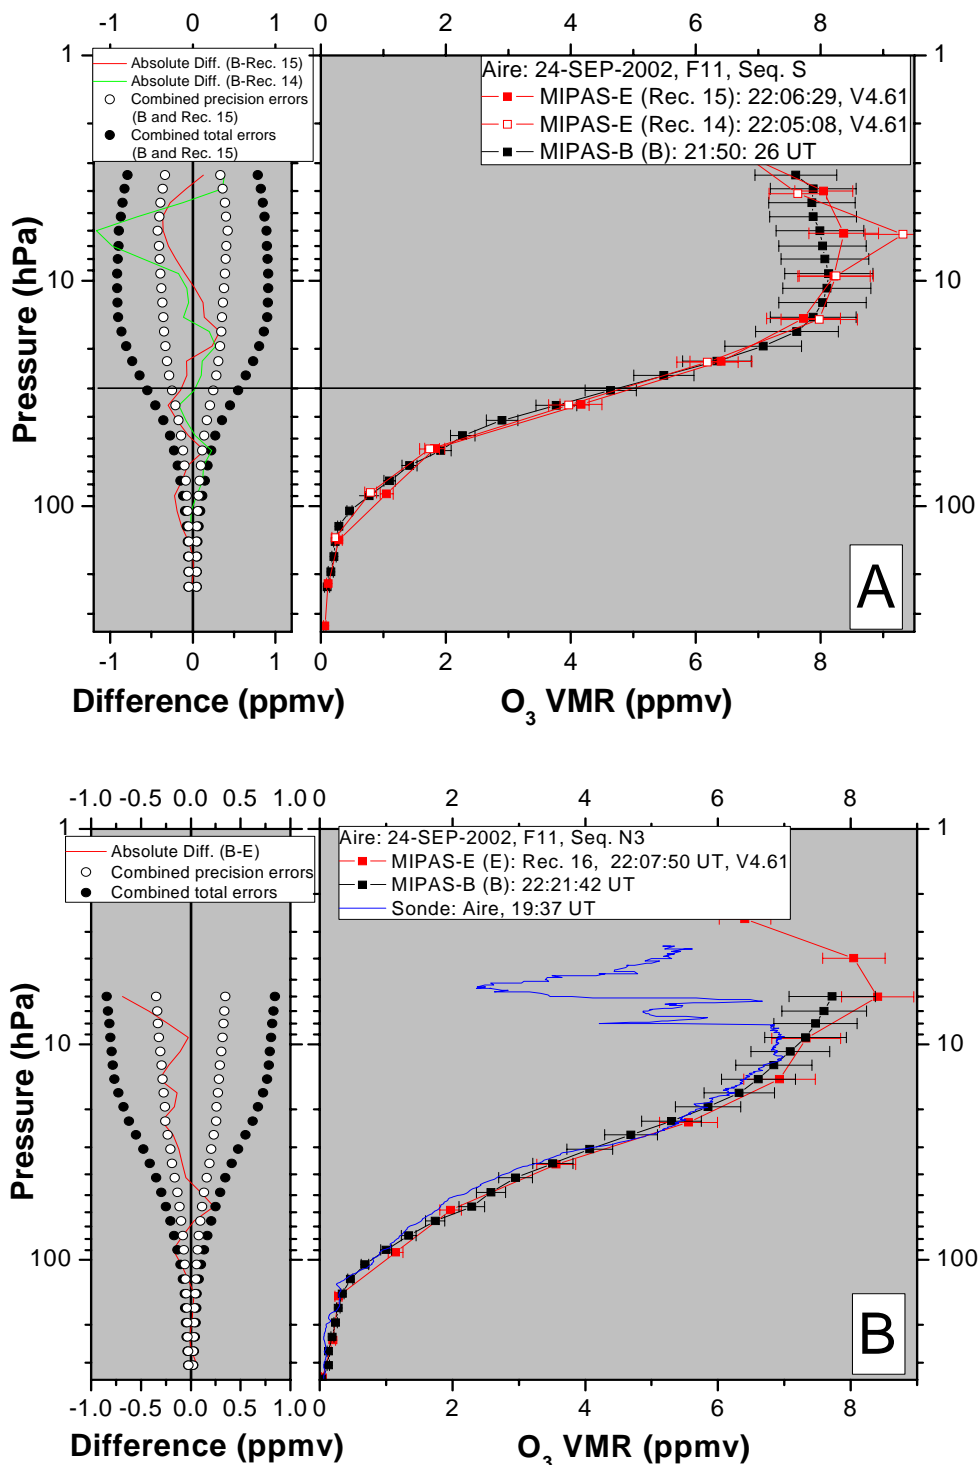 -1 0 1
0 2 4 6 8
1
10
100
Pressure (hPa)
Absolute Diff. (B-Rec. 15)
Absolute Diff. (B-Rec. 14)
Combined precision errors
(B and Rec. 15)
Combined total errors
(B and Rec. 15)
Aire: 24-SEP-2002, F11, Seq. S
MIPAS-E (Rec. 15): 22:06:29, V4.61
MIPAS-E (Rec. 14): 22:05:08, V4.61
MIPAS-B (B): 21:50: 26 UT
1
10
100
A
-1 0 1
0 2 4 6 8
Difference (ppmv)
O3 VMR (ppmv)
-1.0 -0.5 0.0 0.5 1.0
0 2 4 6 8
1
10
100
Pressure (hPa)
Absolute Diff. (B-E)
Combined precision errors
Combined total errors
Aire: 24-SEP-2002, F11, Seq. N3
MIPAS-E (E): Rec. 16, 22:07:50 UT, V4.61
MIPAS-B (B): 22:21:42 UT
Sonde: Aire, 19:37 UT
1
10
100
B
-1.0 -0.5 0.0 0.5 1.0
0 2 4 6 8
Difference (ppmv)
O3 VMR (ppmv)